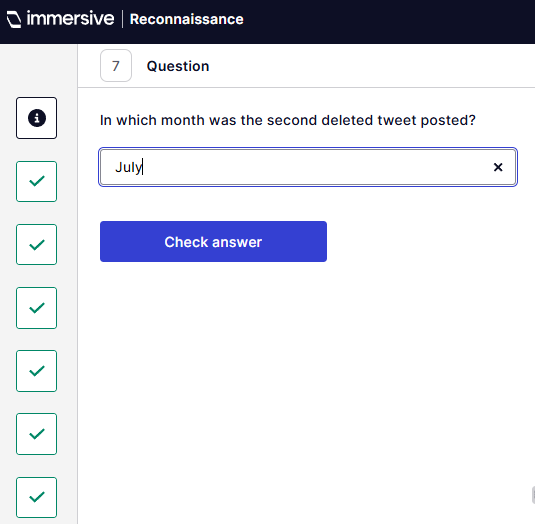 immersive | Reconnaissance
7 Question
In which month was the second deleted tweet posted?
July
Check answer